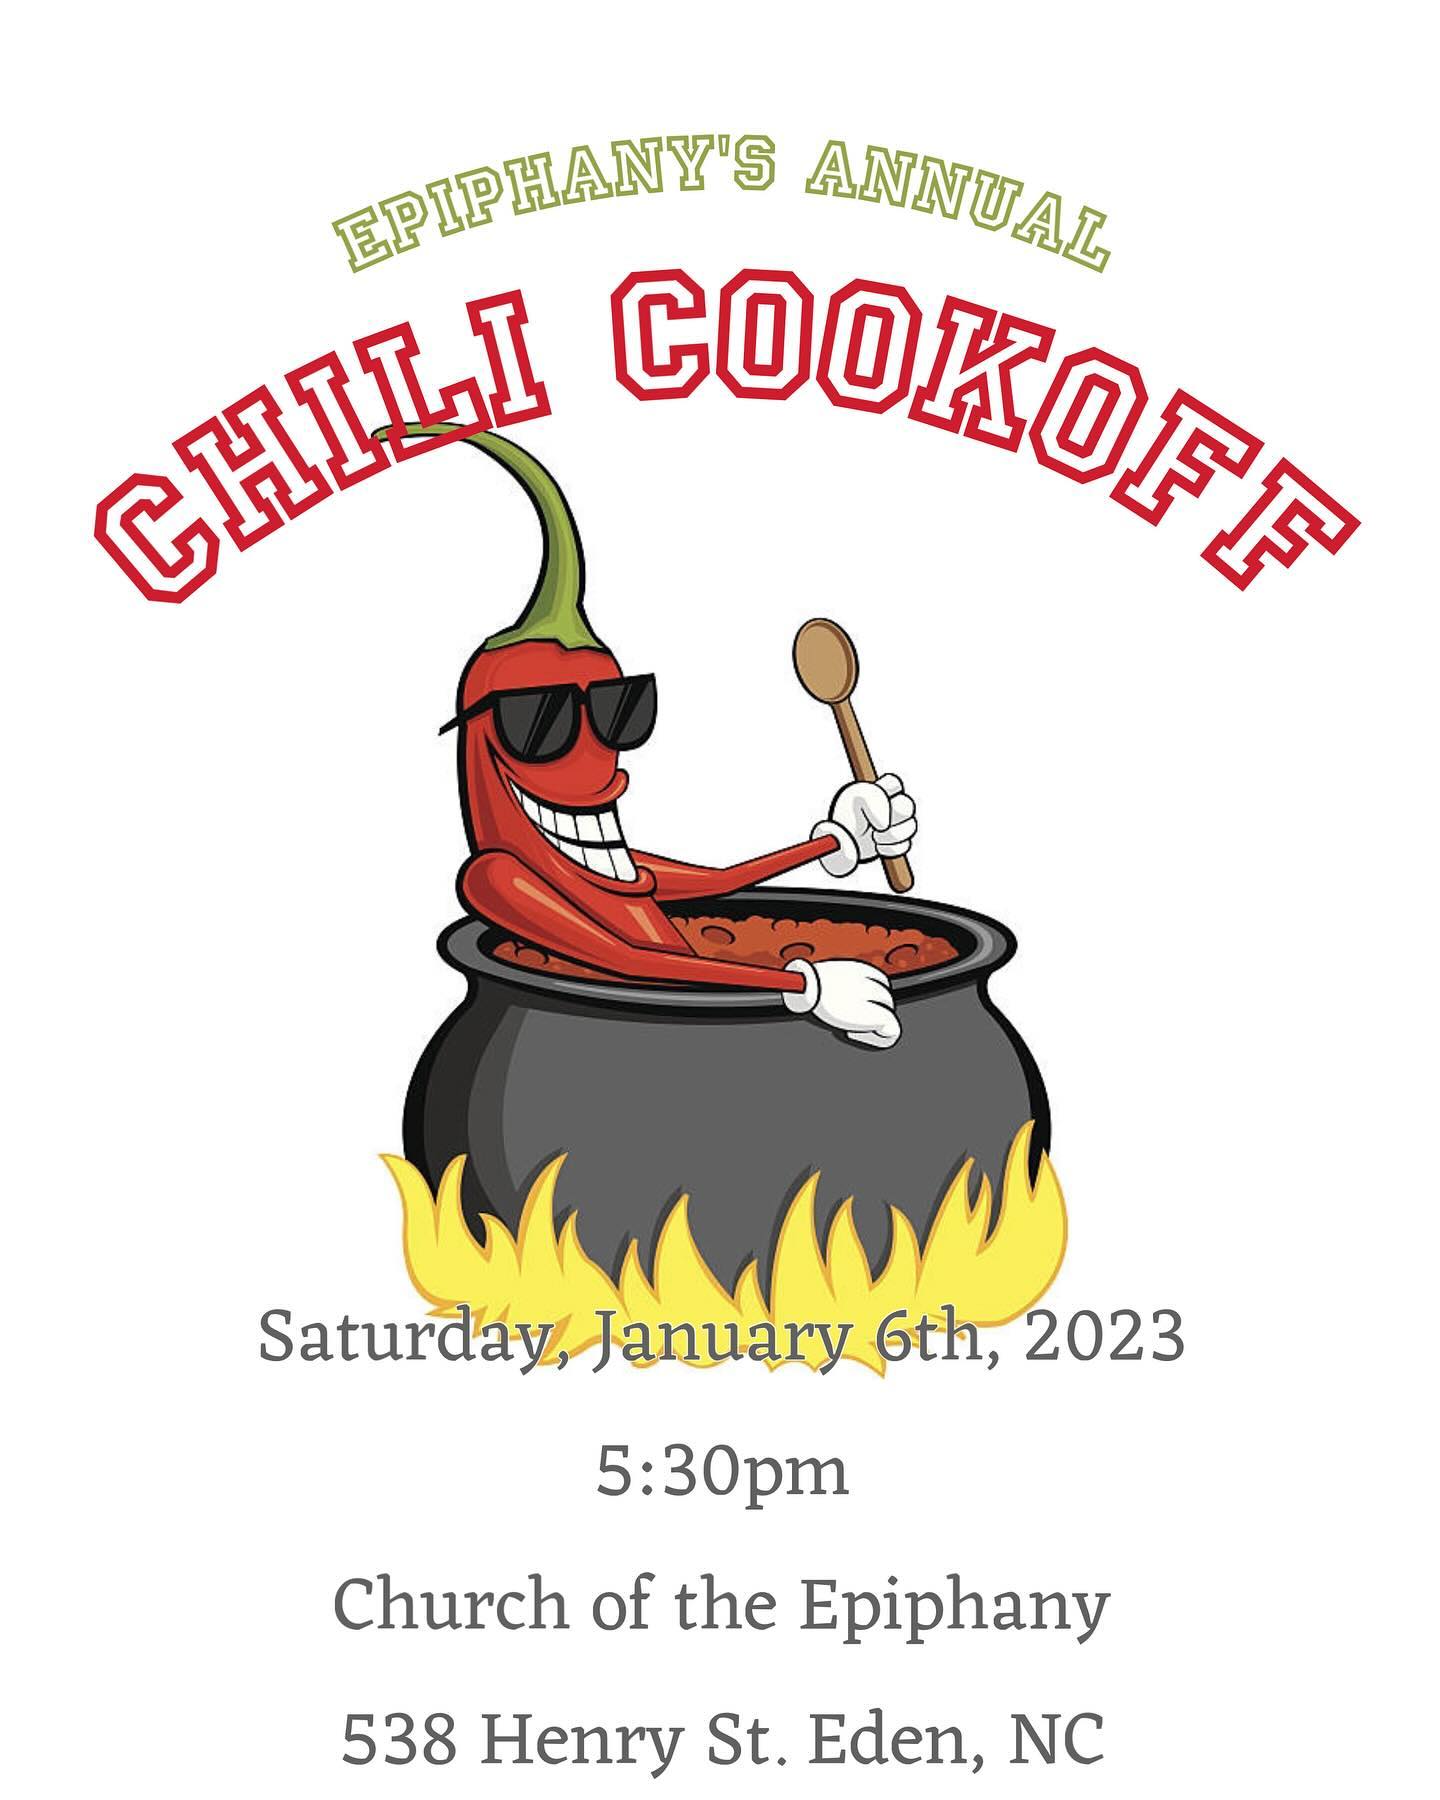 EPIPHANY'S ANNUAL
CHILI COOKOFF
Saturday, January 6th, 2023
5:30pm
Church of the Epiphany
538 Henry St. Eden, NC